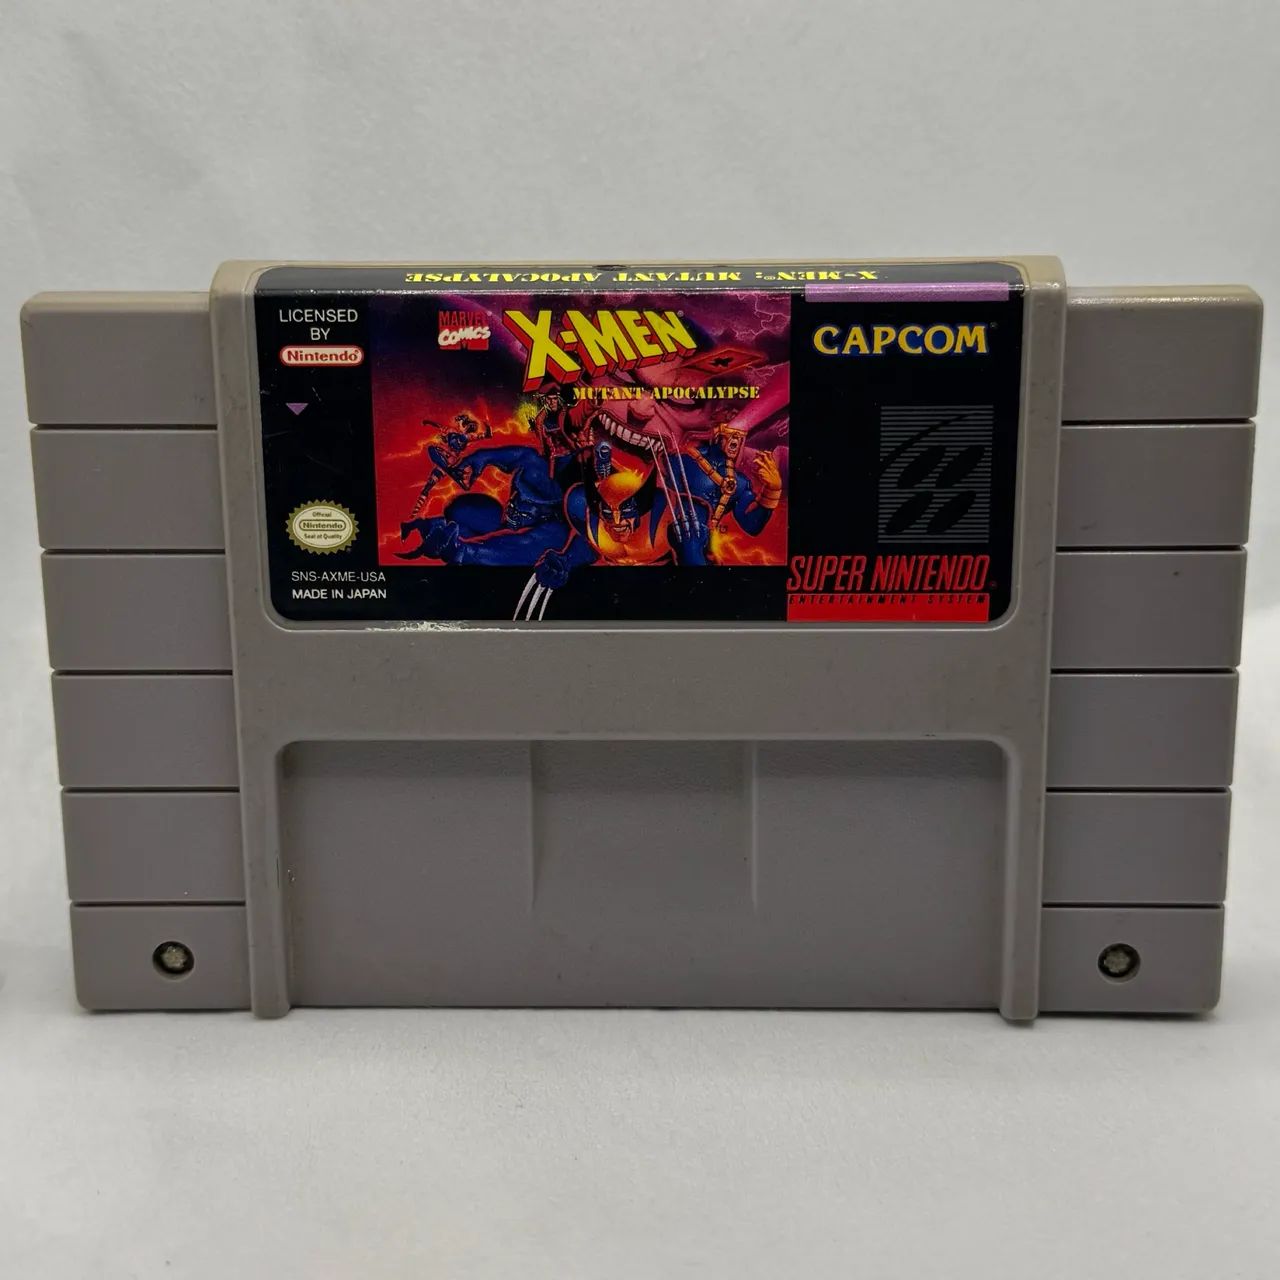 X-MEN®: MUTANT APOCALYPSE
LICENSED
BY
Nintendo®
MARVEL
COMICS
X-MEN®
MUTANT APOCALYPSE
CAPCOM
Official
Nintendo
Seal of Quality
SNS-AXME-USA
MADE IN JAPAN
SUPER NINTENDO®
ENTERTAINMENT SYSTEM